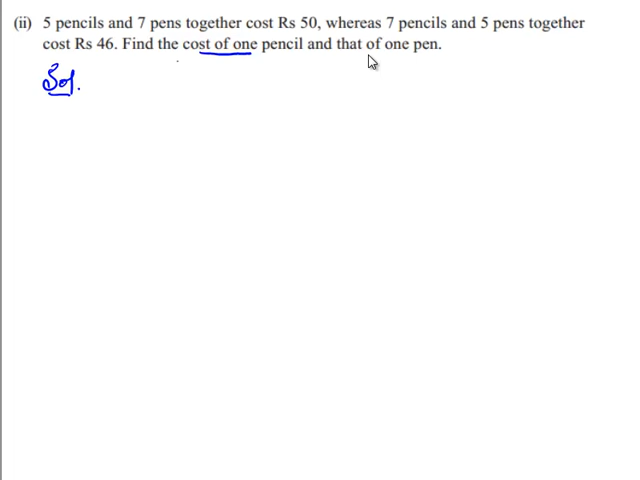 (ii) 5 pencils and 7 pens together cost Rs 50, whereas 7 pencils and 5 pens together
cost Rs 46. Find the cost of one pencil and that of one pen.
Sol.